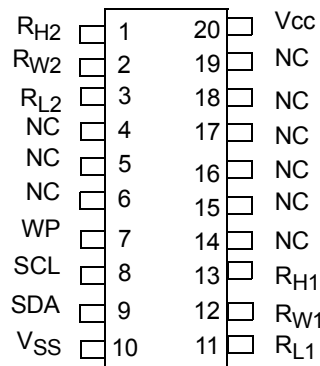 RH2 1 20 Vcc
RW2 2 19 NC
RL2 3 18 NC
NC 4 17 NC
NC 5 16 NC
NC 6 15 NC
WP 7 14 NC
SCL 8 13 RH1
SDA 9 12 RW1
VSS 10 11 RL1